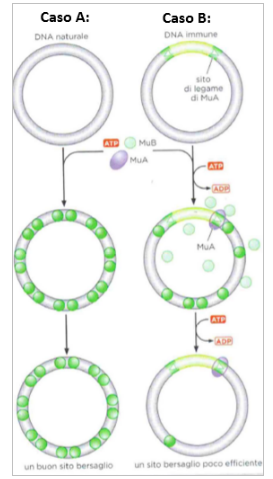 Caso A:
Caso B:
DNA naturale
DNA immune
sito
di legame
di MuA
ATP
MuB
MuA
ATP
ADP
MuA
ATP
ADP
un buon sito bersaglio
un sito bersaglio poco efficiente